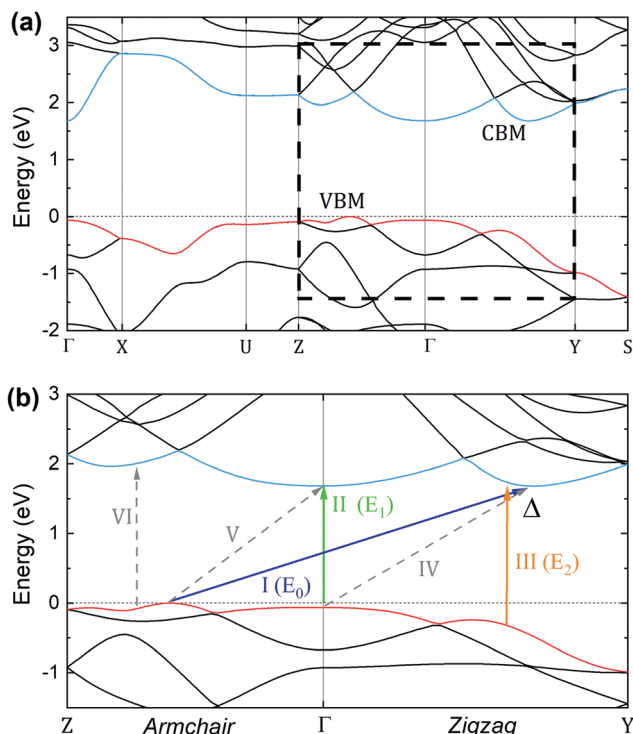 (a)
Energy (eV)
3
2
1
0
-1
-2
CBM
VBM
Γ X U Z Γ Y S
(b)
Energy (eV)
3
2
1
0
-1
VI
V
II (E₁)
Δ
IV
III (E₂)
I (E₀)
Z Armchair Γ Zigzag Y